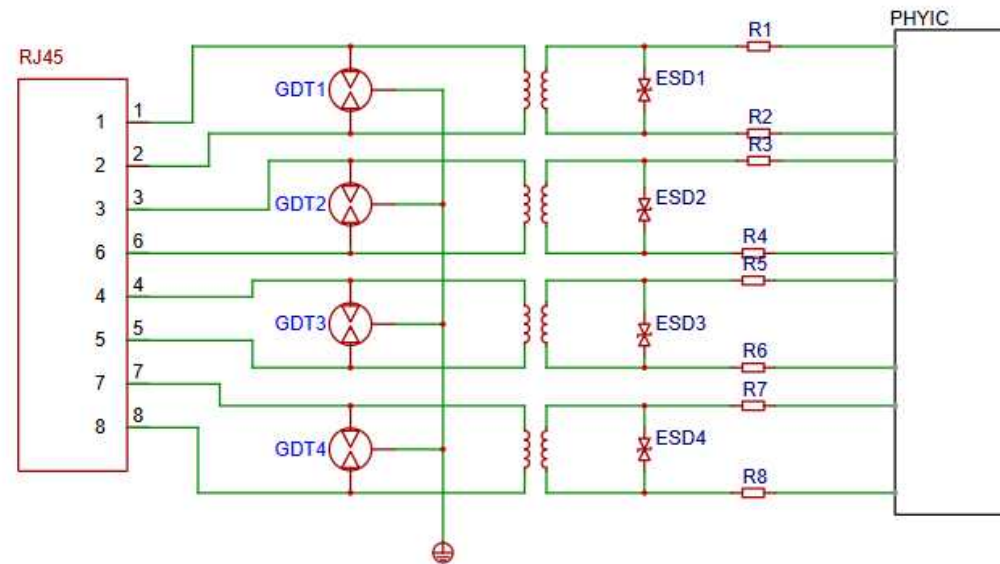 PHYIC
RJ45
R1
1 1
GDT1
ESD1
2 2
R2
R3
3 3
GDT2
ESD2
6 6
R4
R5
4 4
GDT3
ESD3
5 5
R6
7 7
R7
8 8
GDT4
ESD4
R8